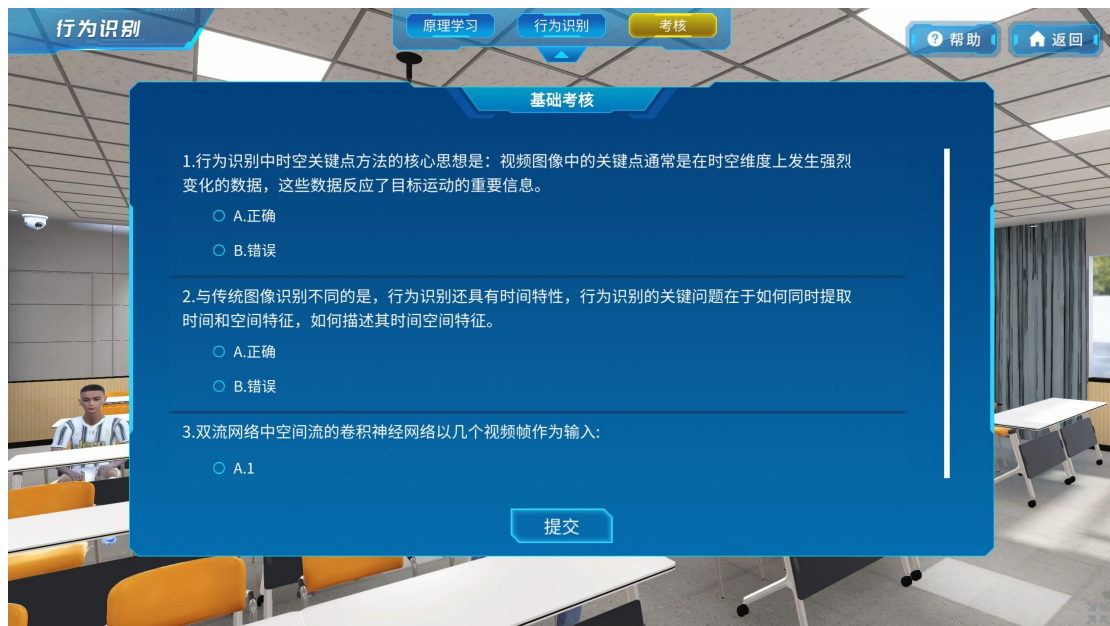 行为识别
原理学习
行为识别
考核
帮助
返回
基础考核
1.行为识别中时空关键点方法的核心思想是：视频图像中的关键点通常是在时空维度上发生强烈
变化的数据，这些数据反应了目标运动的重要信息。
A.正确
B.错误
2.与传统图像识别不同的是，行为识别还具有时间特性，行为识别的关键问题在于如何同时提取
时间和空间特征，如何描述其时间空间特征。
A.正确
B.错误
3.双流网络中空间流的卷积神经网络以几个视频帧作为输入:
A.1
提交